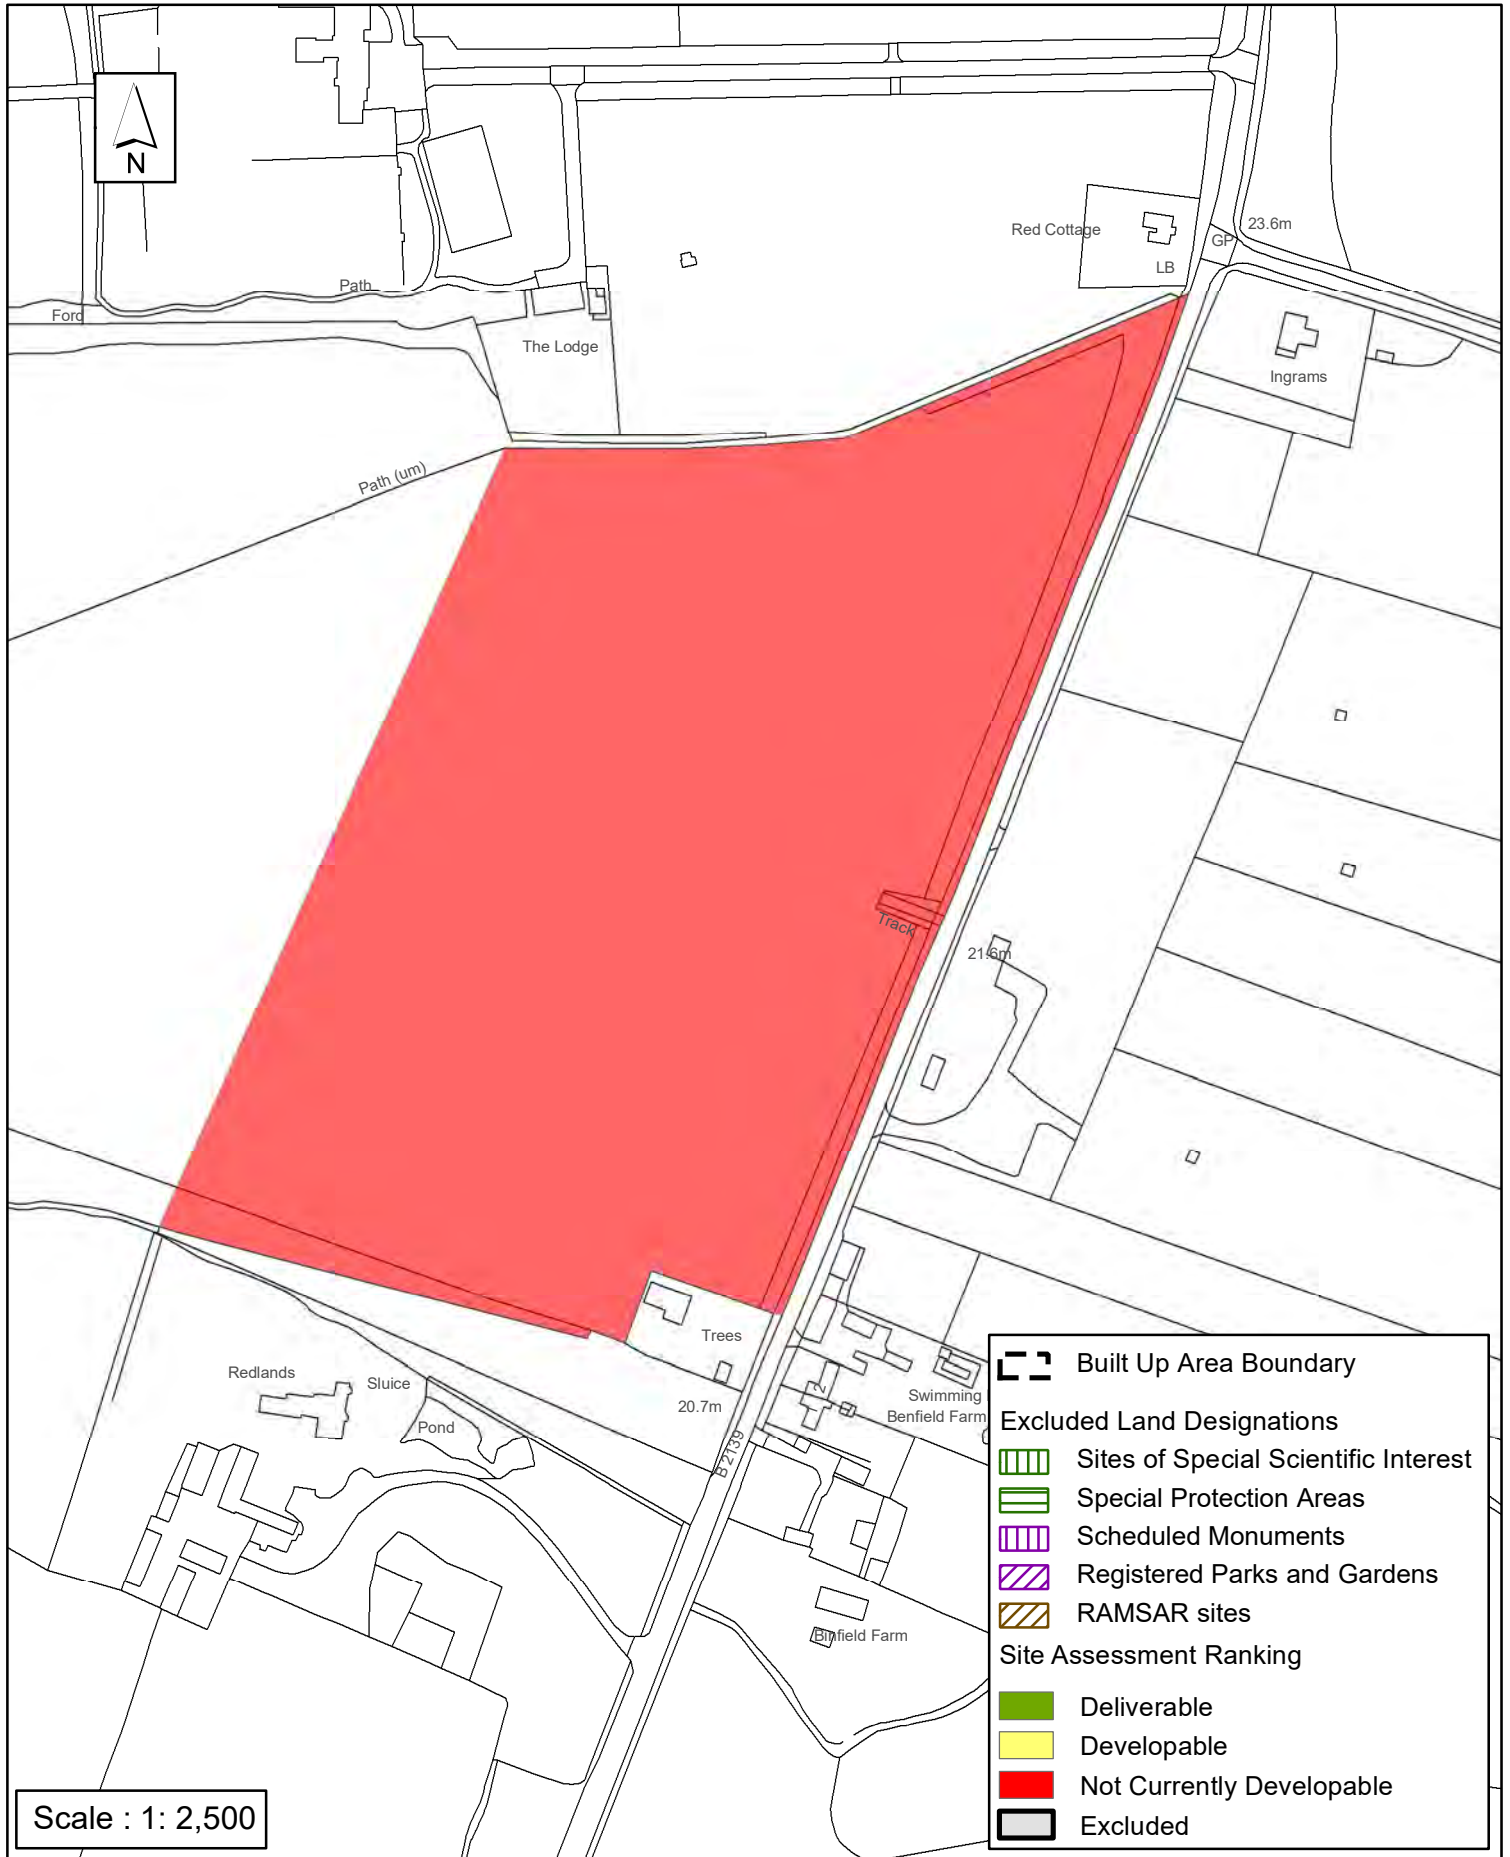 N
Red Cottage
23.6m
GP
LB
Path
Ford
The Lodge
Ingrams
Path (um)
Track
21.6m
Trees
Redlands
Sluice
20.7m
Pond
B 2139
2
Swimming
Benfield Farm
Binfield Farm
Built Up Area Boundary
Excluded Land Designations
Sites of Special Scientific Interest
Special Protection Areas
Scheduled Monuments
Registered Parks and Gardens
RAMSAR sites
Site Assessment Ranking
Deliverable
Developable
Not Currently Developable
Excluded
Scale : 1: 2,500